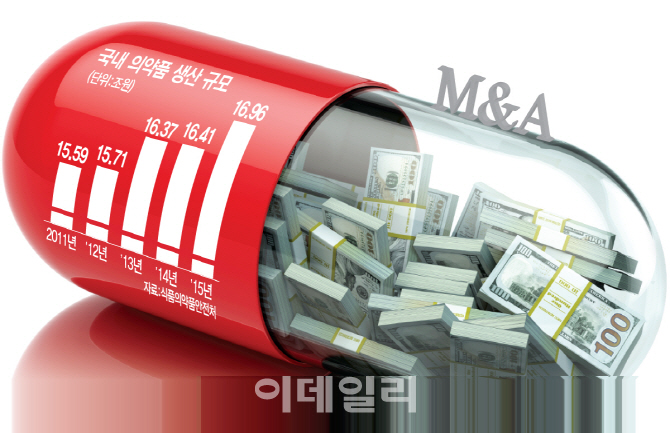 국내 의약품 생산 규모
(단위:조원)
15.59
15.71
16.37
16.41
16.96
2011년
'12년
'13년
'14년
'15년
자료:식품의약품안전처
M&A
100
100
100
이데일리